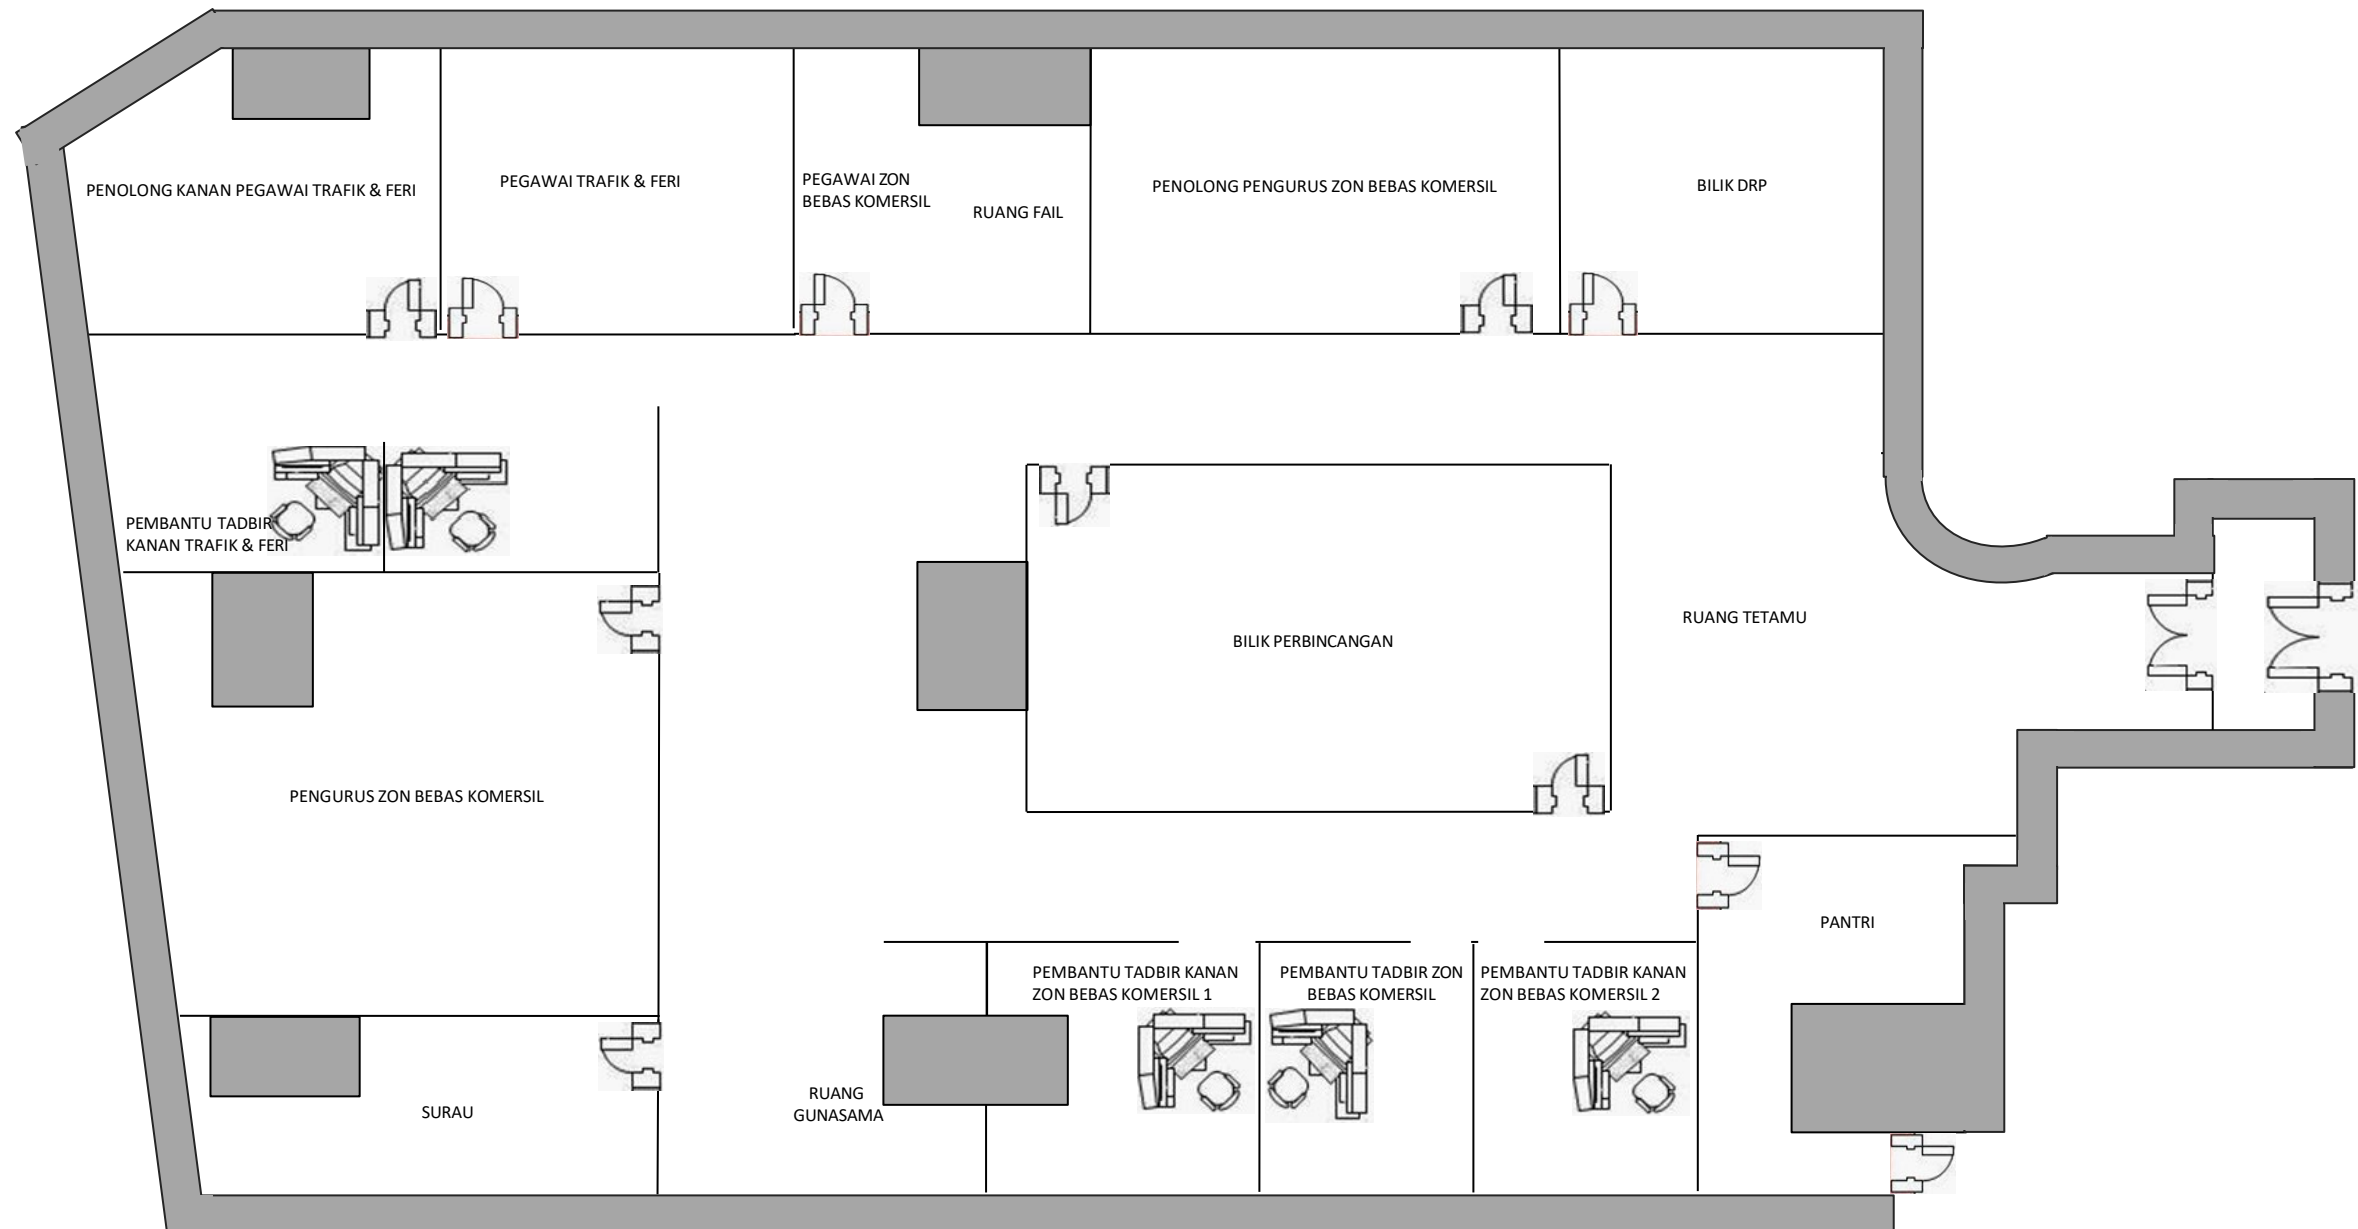 PENOLONG KANAN PEGAWAI TRAFIK & FERI
PEGAWAI TRAFIK & FERI
PEGAWAI ZON
BEBAS KOMERSIL
RUANG FAIL
PENOLONG PENGURUS ZON BEBAS KOMERSIL
BILIK DRP
PEMBANTU TADBIR
KANAN TRAFIK & FERI
BILIK PERBINCANGAN
RUANG TETAMU
PENGURUS ZON BEBAS KOMERSIL
PANTRI
PEMBANTU TADBIR KANAN
ZON BEBAS KOMERSIL 1
PEMBANTU TADBIR ZON
BEBAS KOMERSIL
PEMBANTU TADBIR KANAN
ZON BEBAS KOMERSIL 2
SURAU
RUANG
GUNASAMA